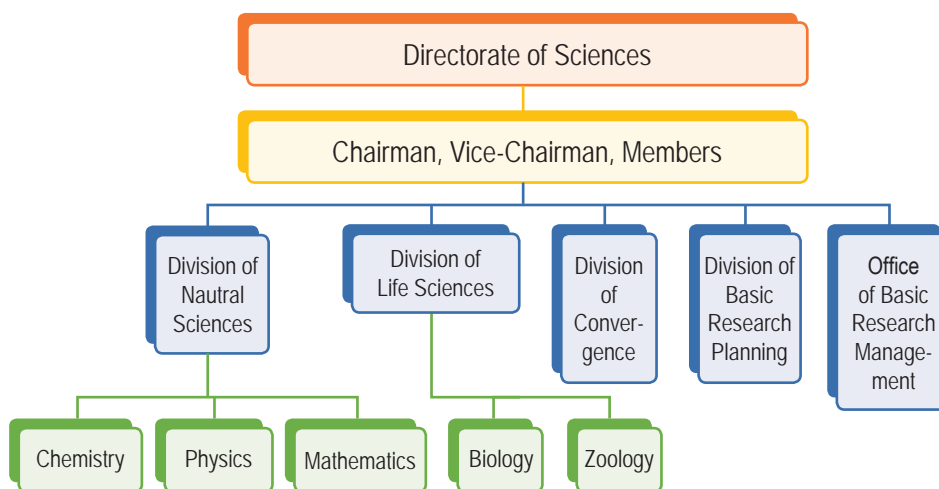 Directorate of Sciences
Chairman, Vice-Chairman, Members
Division of
Nautral
Sciences
Division of
Life Sciences
Division
of
Conver-
gence
Division of
Basic
Research
Planning
Office
of Basic
Research
Manage-
ment
Chemistry
Physics
Mathematics
Biology
Zoology